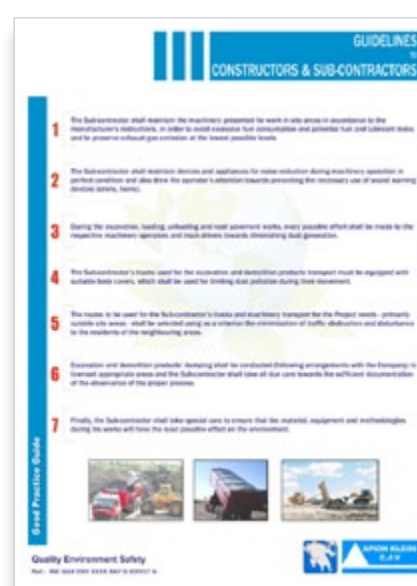 GUIDELINES
TO
CONSTRUCTORS & SUB-CONTRACTORS
1
The Subcontractor shall maintain the machinery presented for work in site areas in accordance to the
manufacturer's instructions, in order to avoid excessive fuel consumption and potential fuel and lubricant leaks
and to preserve exhaust gas emission at the lowest possible levels.
2
The Subcontractor shall maintain devices and appliances for noise reduction during machinery operation in
perfect condition and also draw the operator's attention towards preventing the necessary use of sound warning
devices (sirens, horns).
3
During the excavation, loading, unloading and road pavement works, every possible effort shall be made by the
respective machinery operators and truck drivers towards diminishing dust generation.
4
The Subcontractor's trucks used for the excavation and demolition products transport must be equipped with
suitable body covers, which shall be used for limiting dust pollution during their movement.
5
The routes to be used for the Subcontractor's trucks and machinery transport for the Project needs - primarily
outside site areas - shall be selected using as a criterion the minimization of traffic obstruction and disturbance
to the residents of the neighbouring areas.
6
Excavation and demolition products' dumping shall be conducted (following arrangements with the Company) in
licensed appropriate areas and the Subcontractor shall take all due care towards the sufficient documentation
of the observance of the proper process.
7
Finally, the Subcontractor shall take special care to ensure that the material, equipment and methodologies
during his works will have the least possible effect on the environment.
Good Practice Guide
Quality Environment Safety
APION KLEOS
C.J.V